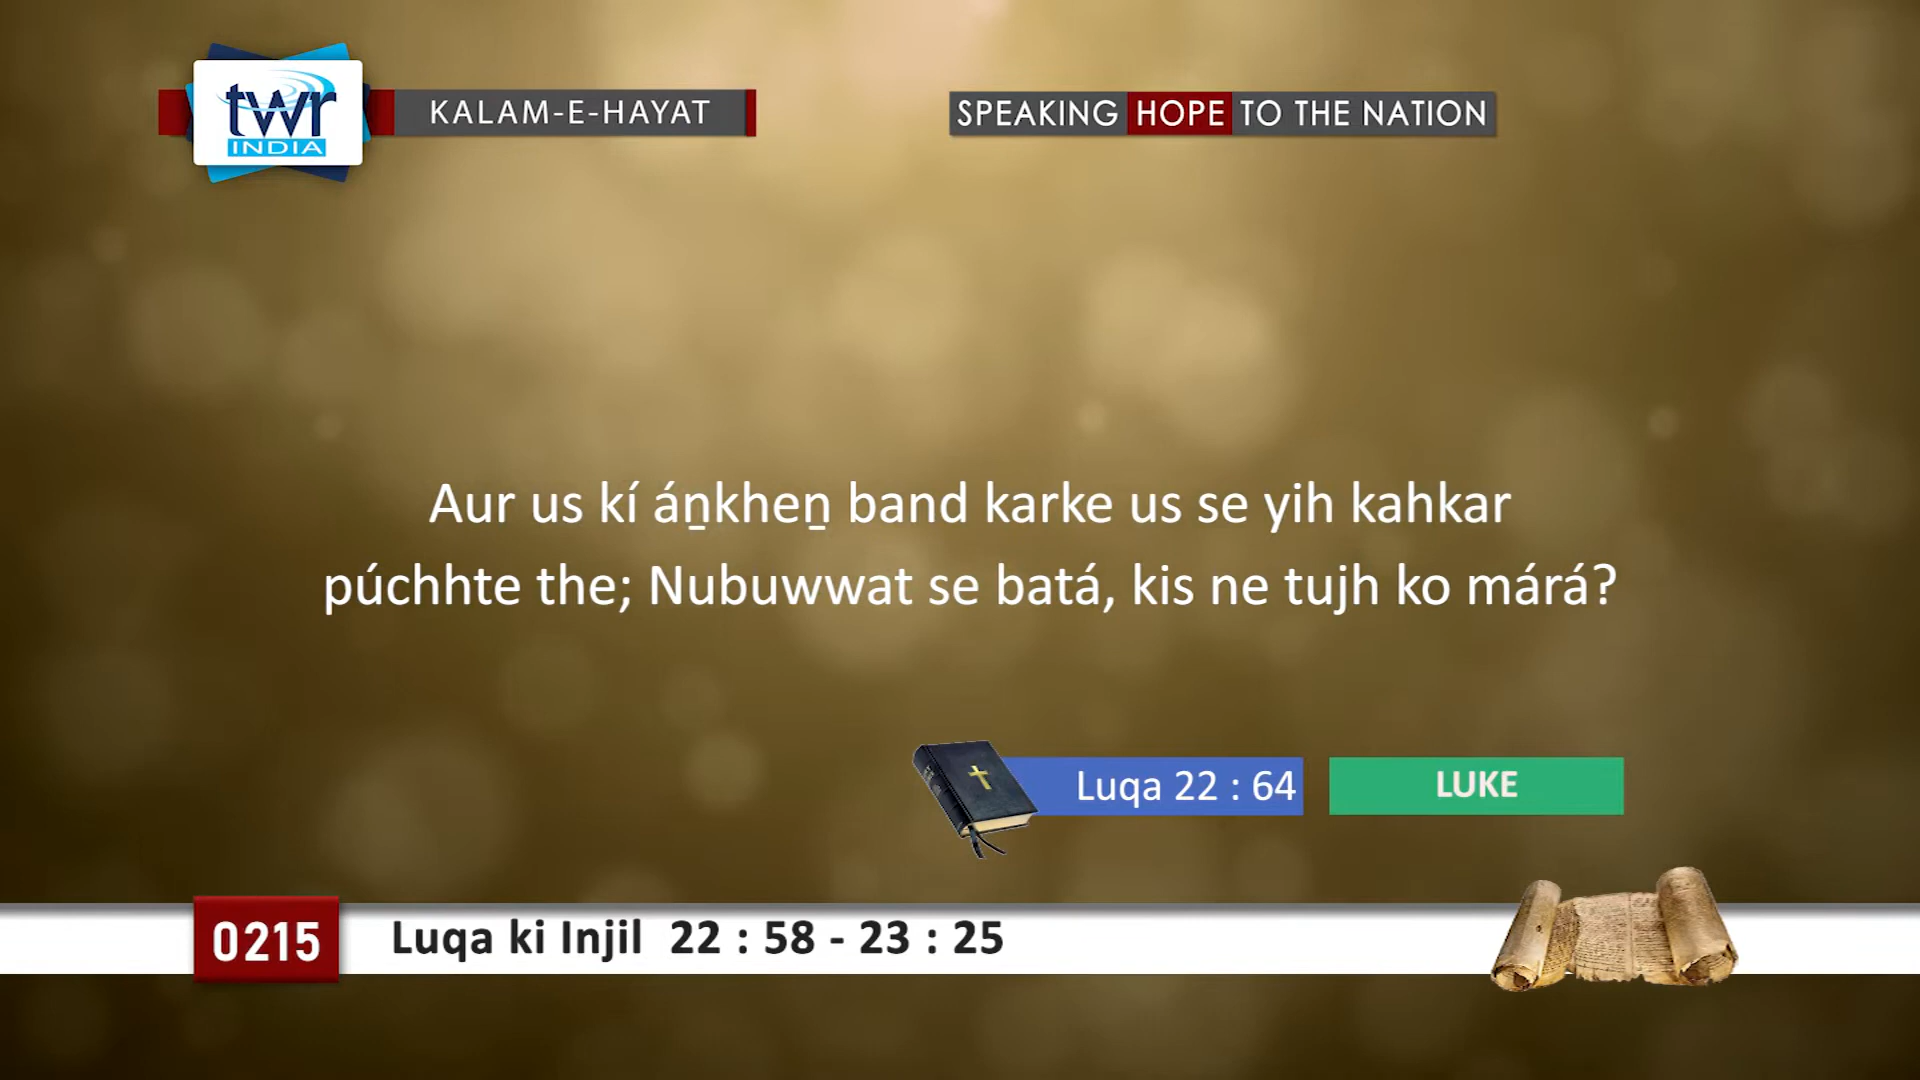 twr
INDIA
KALAM-E-HAYAT
SPEAKING HOPE TO THE NATION
Aur us kí áṉkheṉ band karke us se yih kahkar
púchhte the; Nubuwwat se batá, kis ne tujh ko márá?
Luqa 22 : 64
LUKE
0215
Luqa ki Injil 22 : 58 - 23 : 25